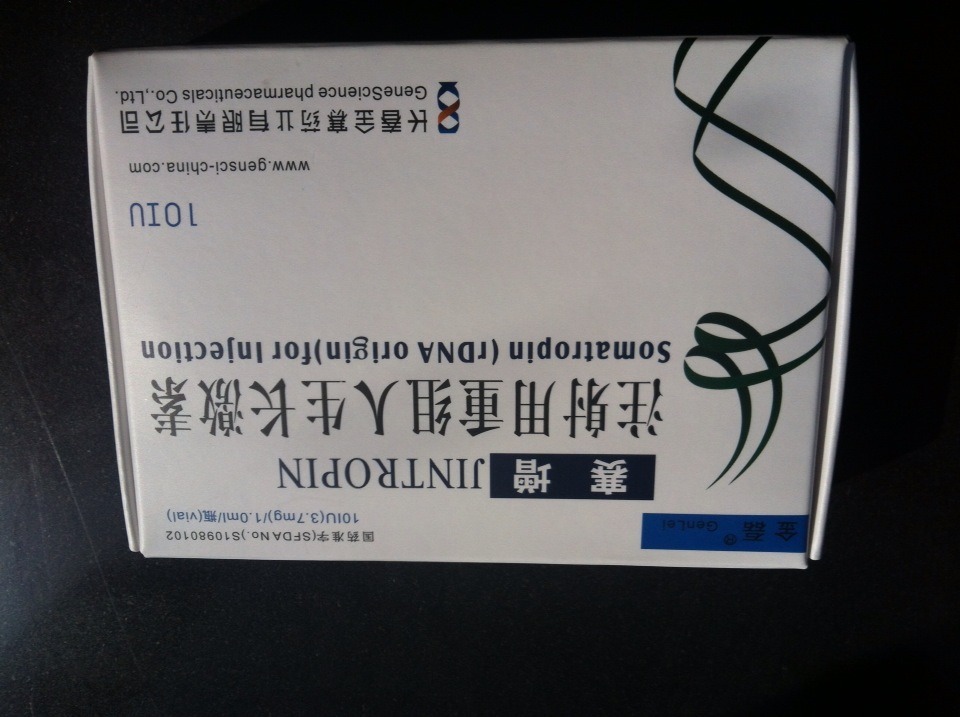 金磊® GenLei
国药准字(SFDA No.)S10980102
10IU(3.7mg)/1.0ml/瓶(vial)
赛增 JINTROPIN
注射用重组人生长激素
Somatropin (rDNA origin)for Injection
10IU
www.gensci-china.com
长春金赛药业有限责任公司
GeneScience pharmaceuticals Co.,Ltd.